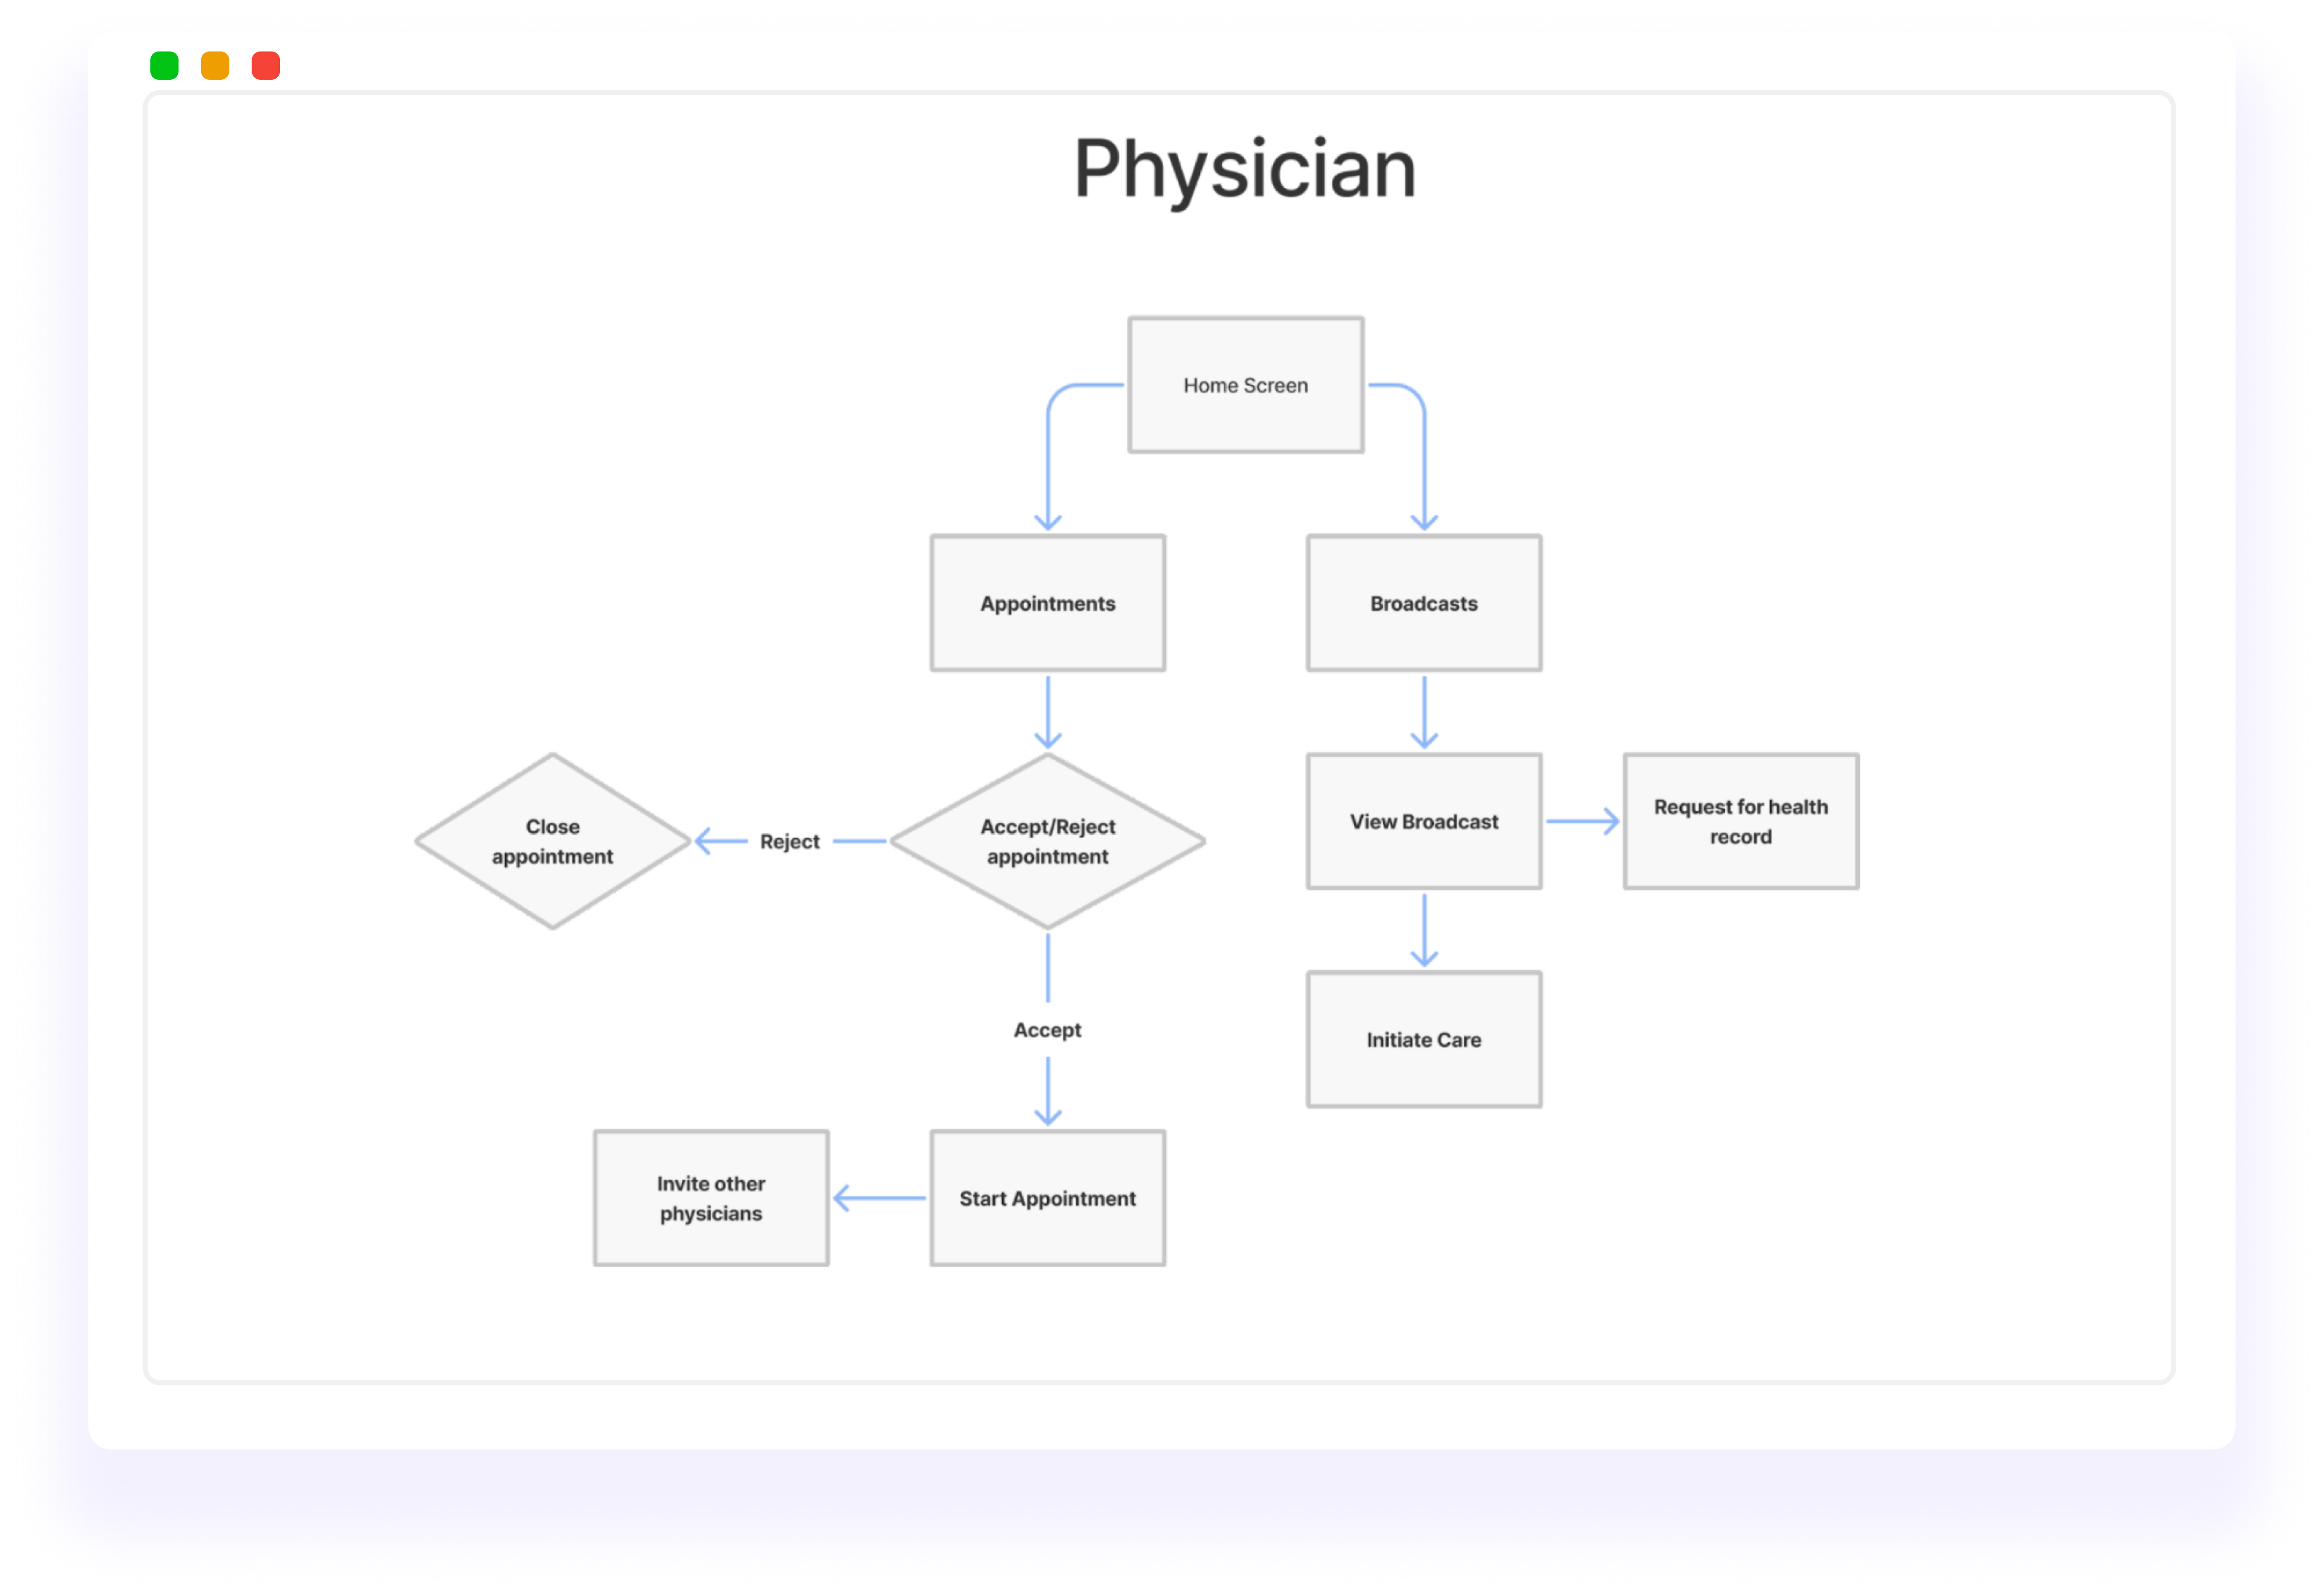 Physician
Home Screen
Appointments
Broadcasts
Close
appointment
Reject
Accept/Reject
appointment
View Broadcast
Request for health
record
Accept
Initiate Care
Invite other
physicians
Start Appointment